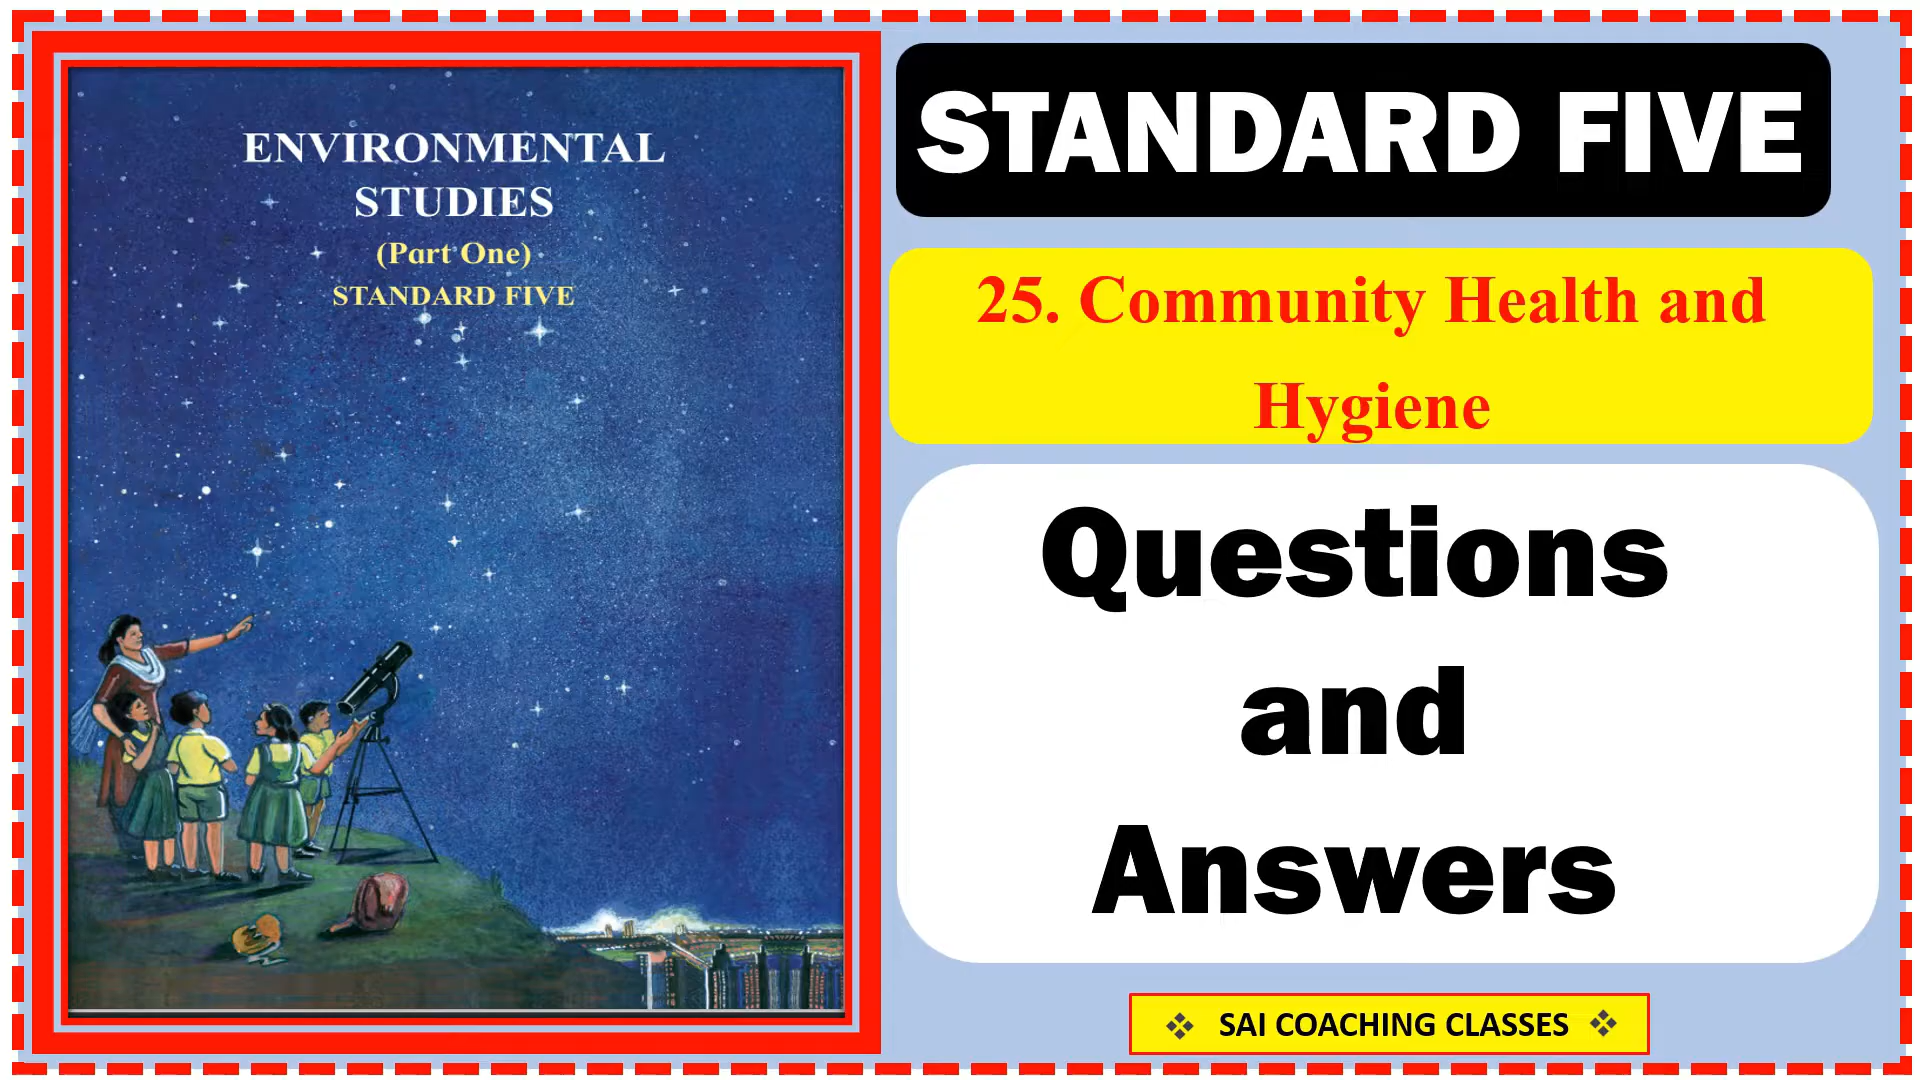 ENVIRONMENTAL
STUDIES
(Part One)
STANDARD FIVE
STANDARD FIVE
25. Community Health and
Hygiene
Questions
and
Answers
❖ SAI COACHING CLASSES ❖